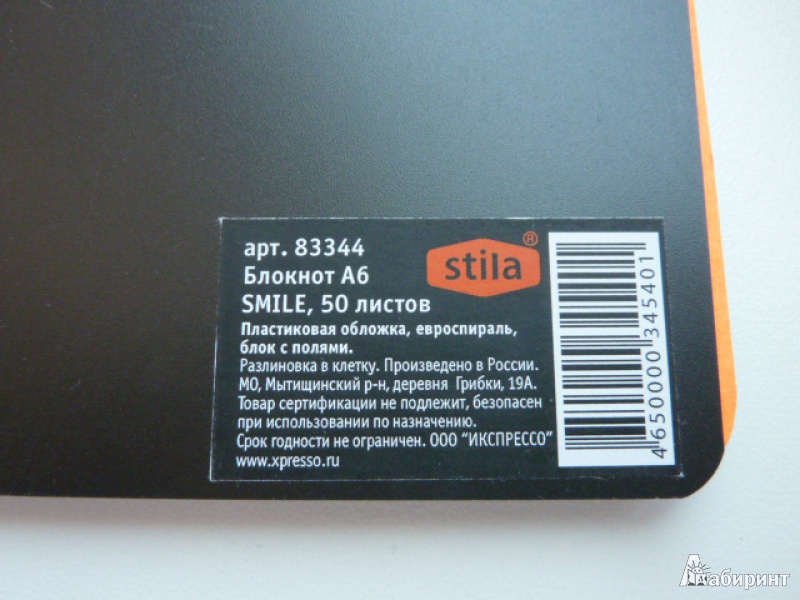 арт. 83344
Блокнот А6
SMILE, 50 листов
stila®
Пластиковая обложка, евроспираль,
блок с полями.
Разлиновка в клетку. Произведено в России.
МО, Мытищинский р-н, деревня Грибки, 19А.
Товар сертификации не подлежит, безопасен
при использовании по назначению.
Срок годности не ограничен. ООО "ИКСПРЕССО"
www.xpresso.ru
4 650000 345401
Лабиринт